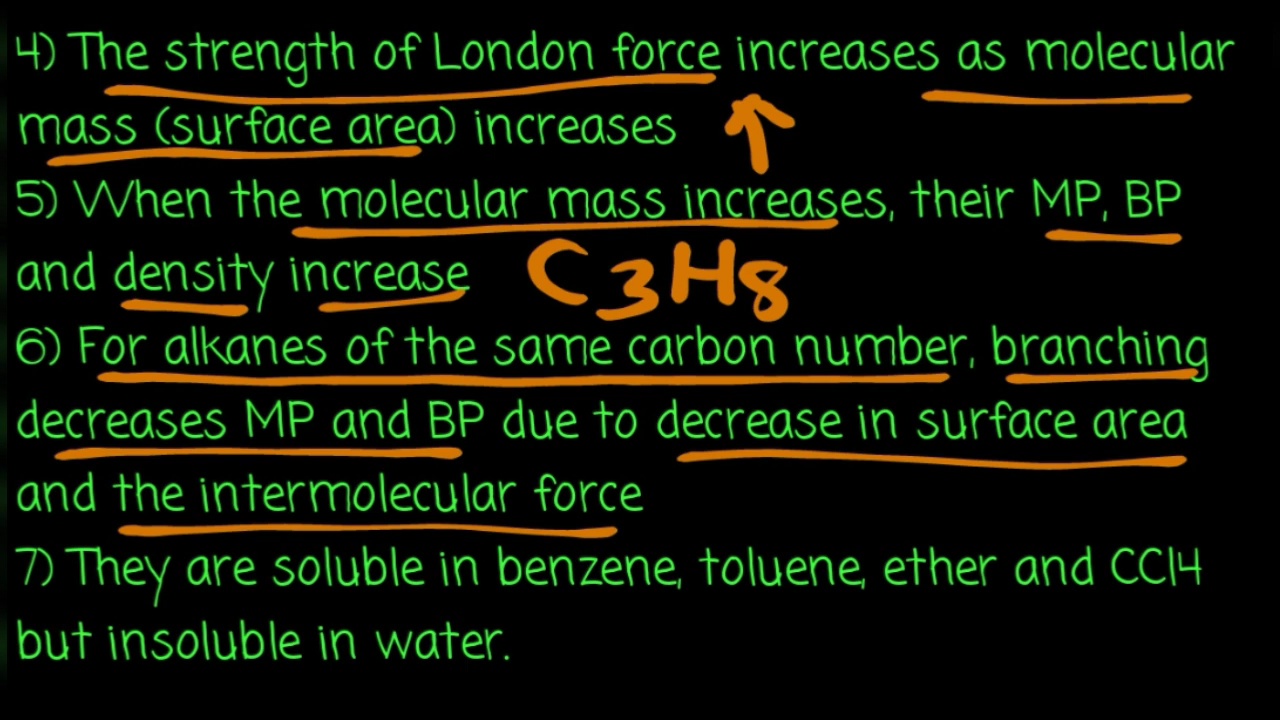 4) The strength of London force increases as molecular
mass (surface area) increases
5) When the molecular mass increases, their MP, BP
and density increase C3H8
6) For alkanes of the same carbon number, branching
decreases MP and BP due to decrease in surface area
and the intermolecular force
7) They are soluble in benzene, toluene, ether and CCl4
but insoluble in water.